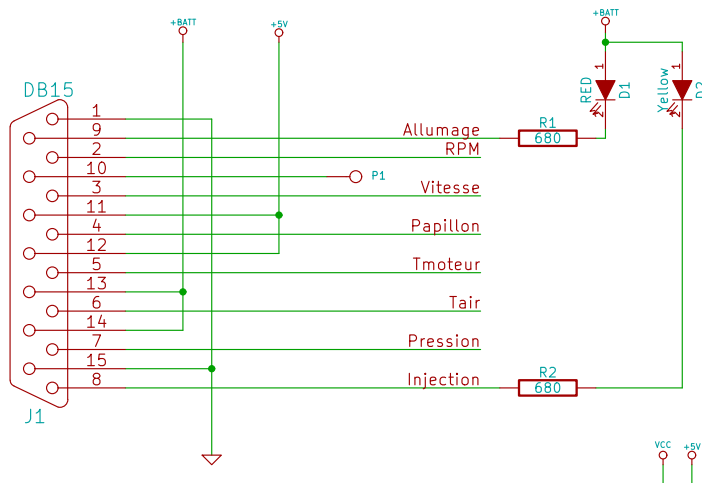 +BATT
+5V
+BATT
DB15
1
9
Allumage
R1
680
RED
1
2
D1
Yellow
1
2
D2
2
RPM
10
P1
3
Vitesse
11
4
Papillon
12
5
Tmoteur
13
6
Tair
14
7
Pression
15
8
Injection
R2
680
J1
VCC
+5V